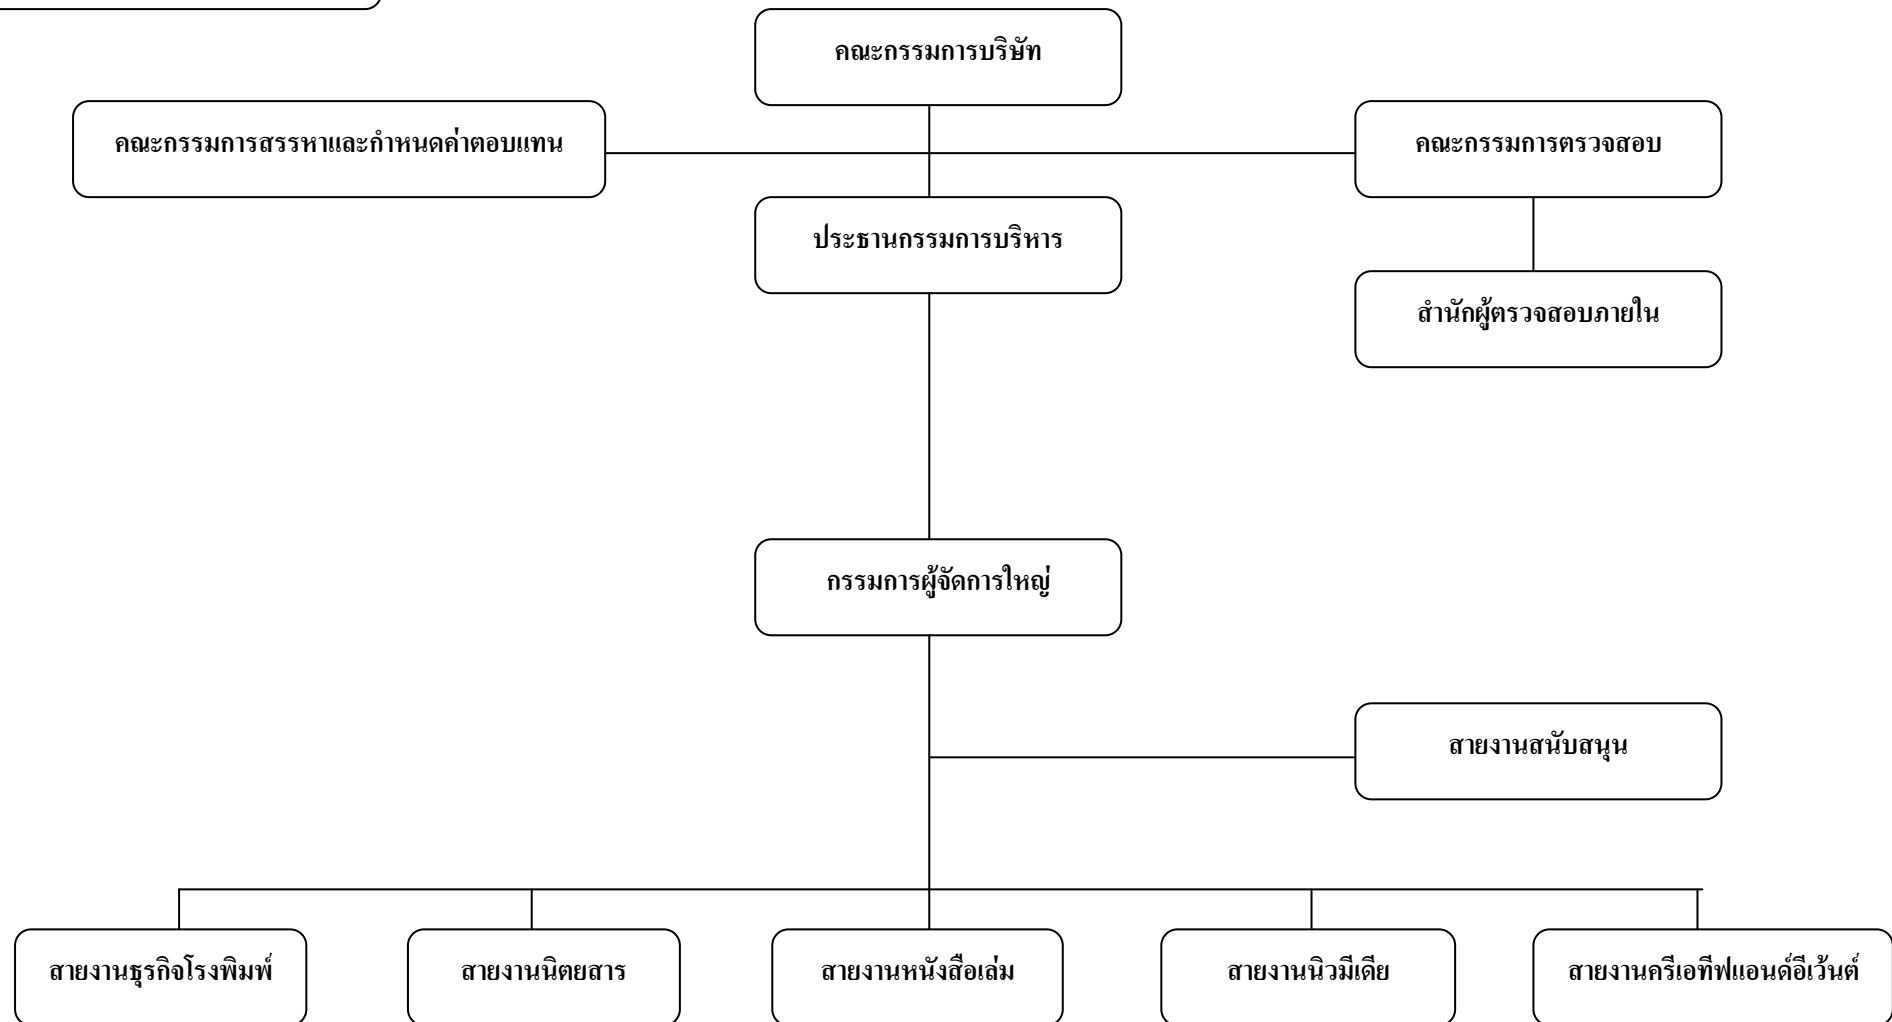 คณะกรรมการบริษัท
คณะกรรมการสรรหาและกำหนดค่าตอบแทน
คณะกรรมการตรวจสอบ
ประธานกรรมการบริหาร
สำนักผู้ตรวจสอบภายใน
กรรมการผู้จัดการใหญ่
สายงานสนับสนุน
สายงานธุรกิจโรงพิมพ์
สายงานนิตยสาร
สายงานหนังสือเล่ม
สายงานนิวมีเดีย
สายงานครีเอทีฟแอนด์อีเว้นต์